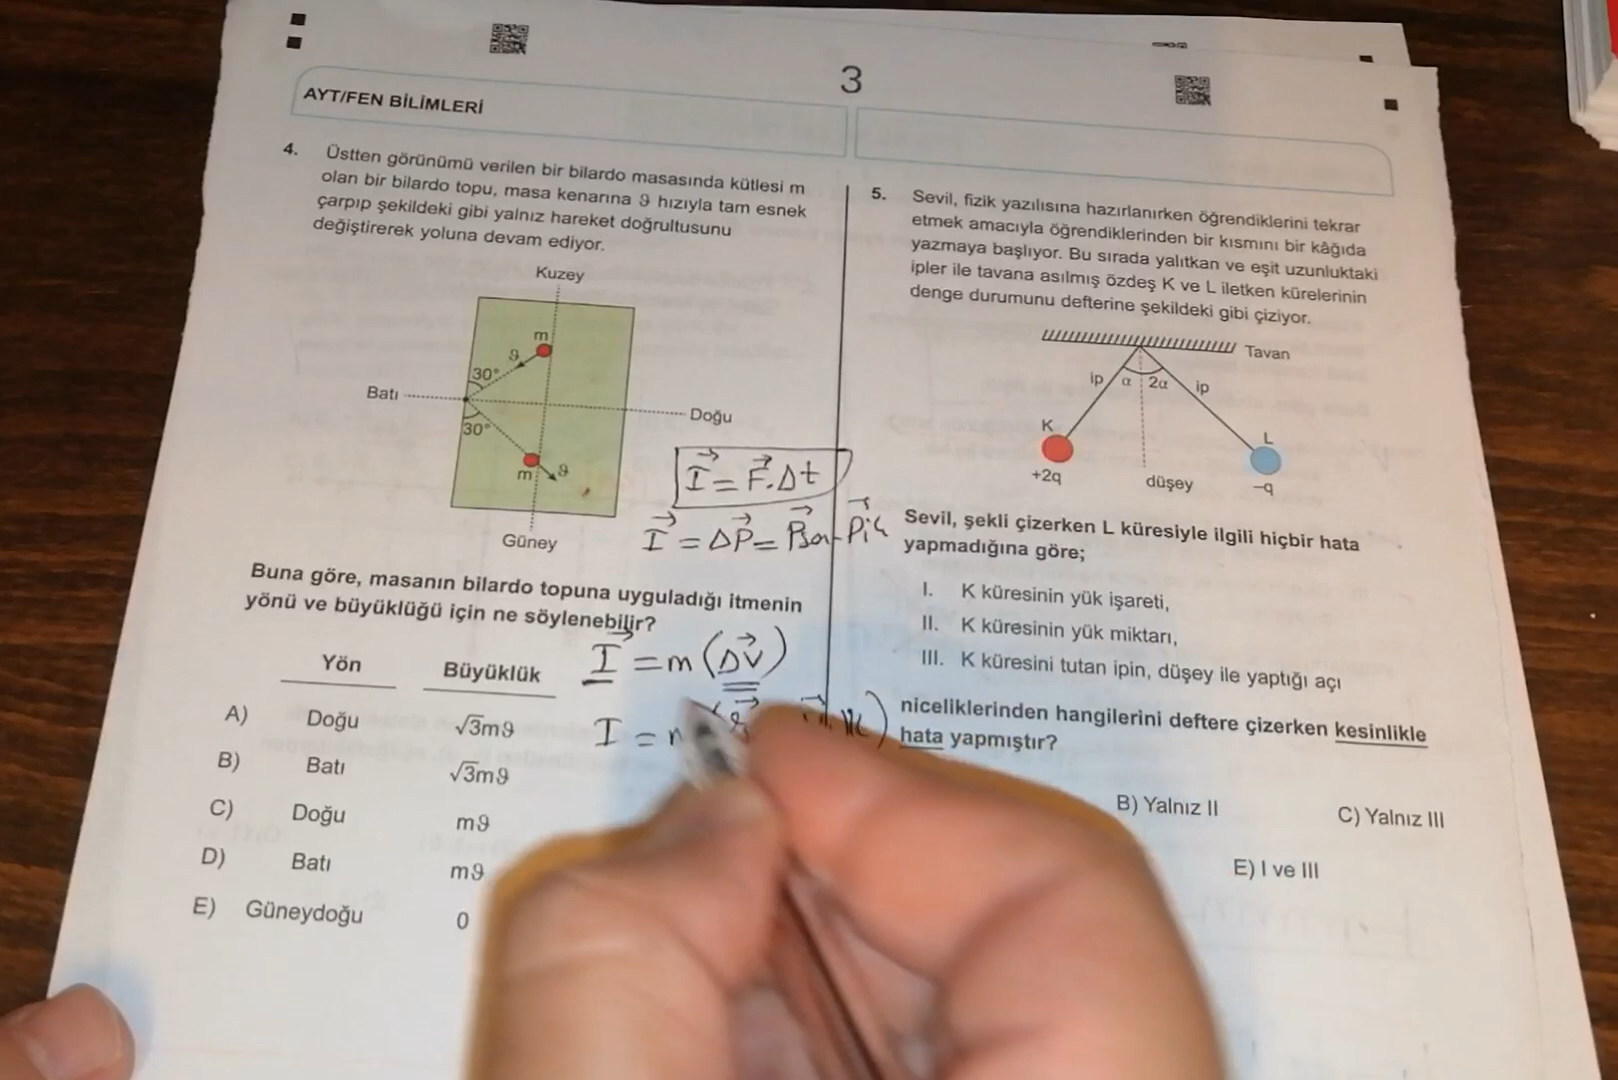 3
AYT/FEN BİLİMLERİ
4. Üstten görünümü verilen bir bilardo masasında kütlesi m
olan bir bilardo topu, masa kenarına ϑ hızıyla tam esnek
çarpıp şekildeki gibi yalnız hareket doğrultusunu
değiştirerek yoluna devam ediyor.
Kuzey
m
ϑ
30°
Batı
Doğu
30°
m
ϑ
Güney
I = F.Δt
I = ΔP =
Buna göre, masanın bilardo topuna uyguladığı itmenin
yönü ve büyüklüğü için ne söylenebilir?
I = m (ΔV)
I =
Yön Büyüklük
A) Doğu √3mϑ
B) Batı √3mϑ
C) Doğu mϑ
D) Batı mϑ
E) Güneydoğu 0
5. Sevil, fizik yazılısına hazırlanırken öğrendiklerini tekrar
etmek amacıyla öğrendiklerinden bir kısmını bir kâğıda
yazmaya başlıyor. Bu sırada yalıtkan ve eşit uzunluktaki
ipler ile tavana asılmış özdeş K ve L iletken kürelerinin
denge durumunu defterine şekildeki gibi çiziyor.
Tavan
ip α 2α ip
K
L
+2q
düşey
-q
Sevil, şekli çizerken L küresiyle ilgili hiçbir hata
yapmadığına göre;
I. K küresinin yük işareti,
II. K küresinin yük miktarı,
III. K küresini tutan ipin, düşey ile yaptığı açı
niceliklerinden hangilerini deftere çizerken kesinlikle
hata yapmıştır?
B) Yalnız II
C) Yalnız III
E) I ve III